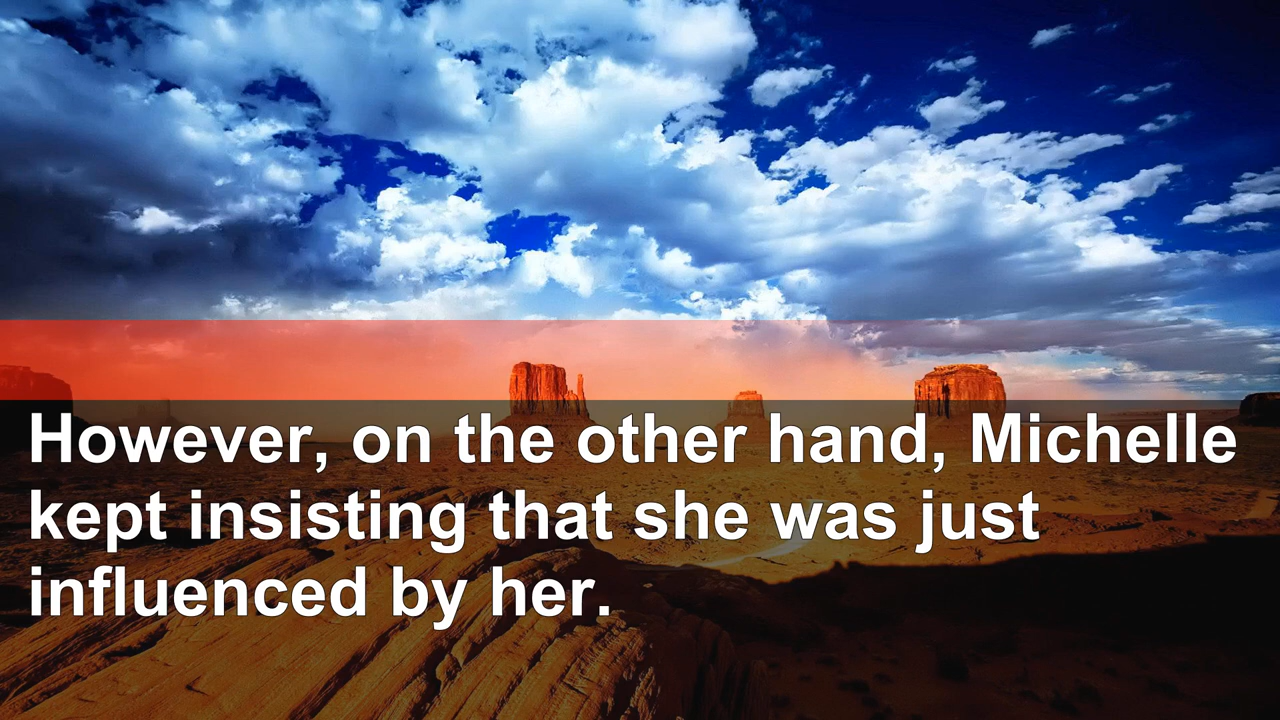 However, on the other hand, Michelle
kept insisting that she was just
influenced by her.